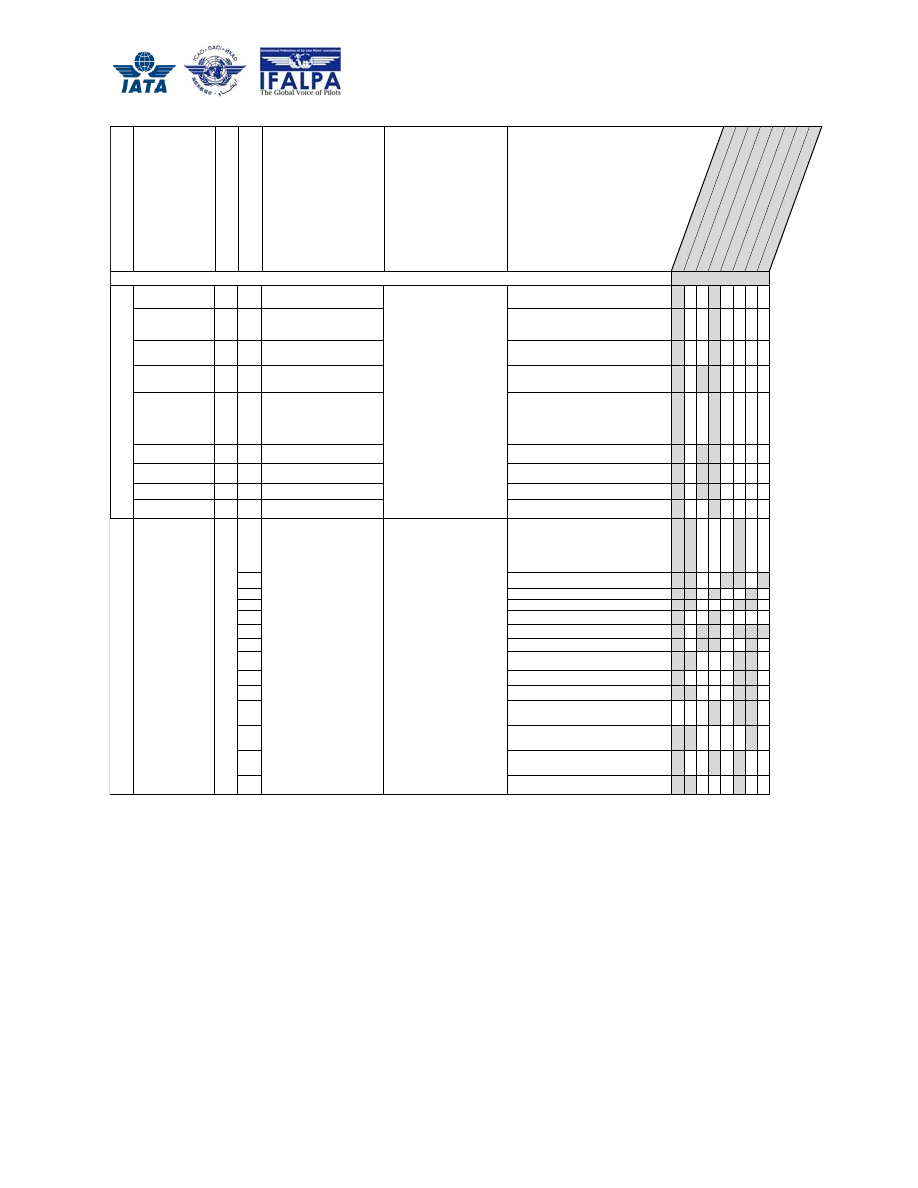 IATA
ICAO · OACI · ИКАО
International Federation of Air Line Pilots' Associations
IFALPA
The Global Voice of Pilots